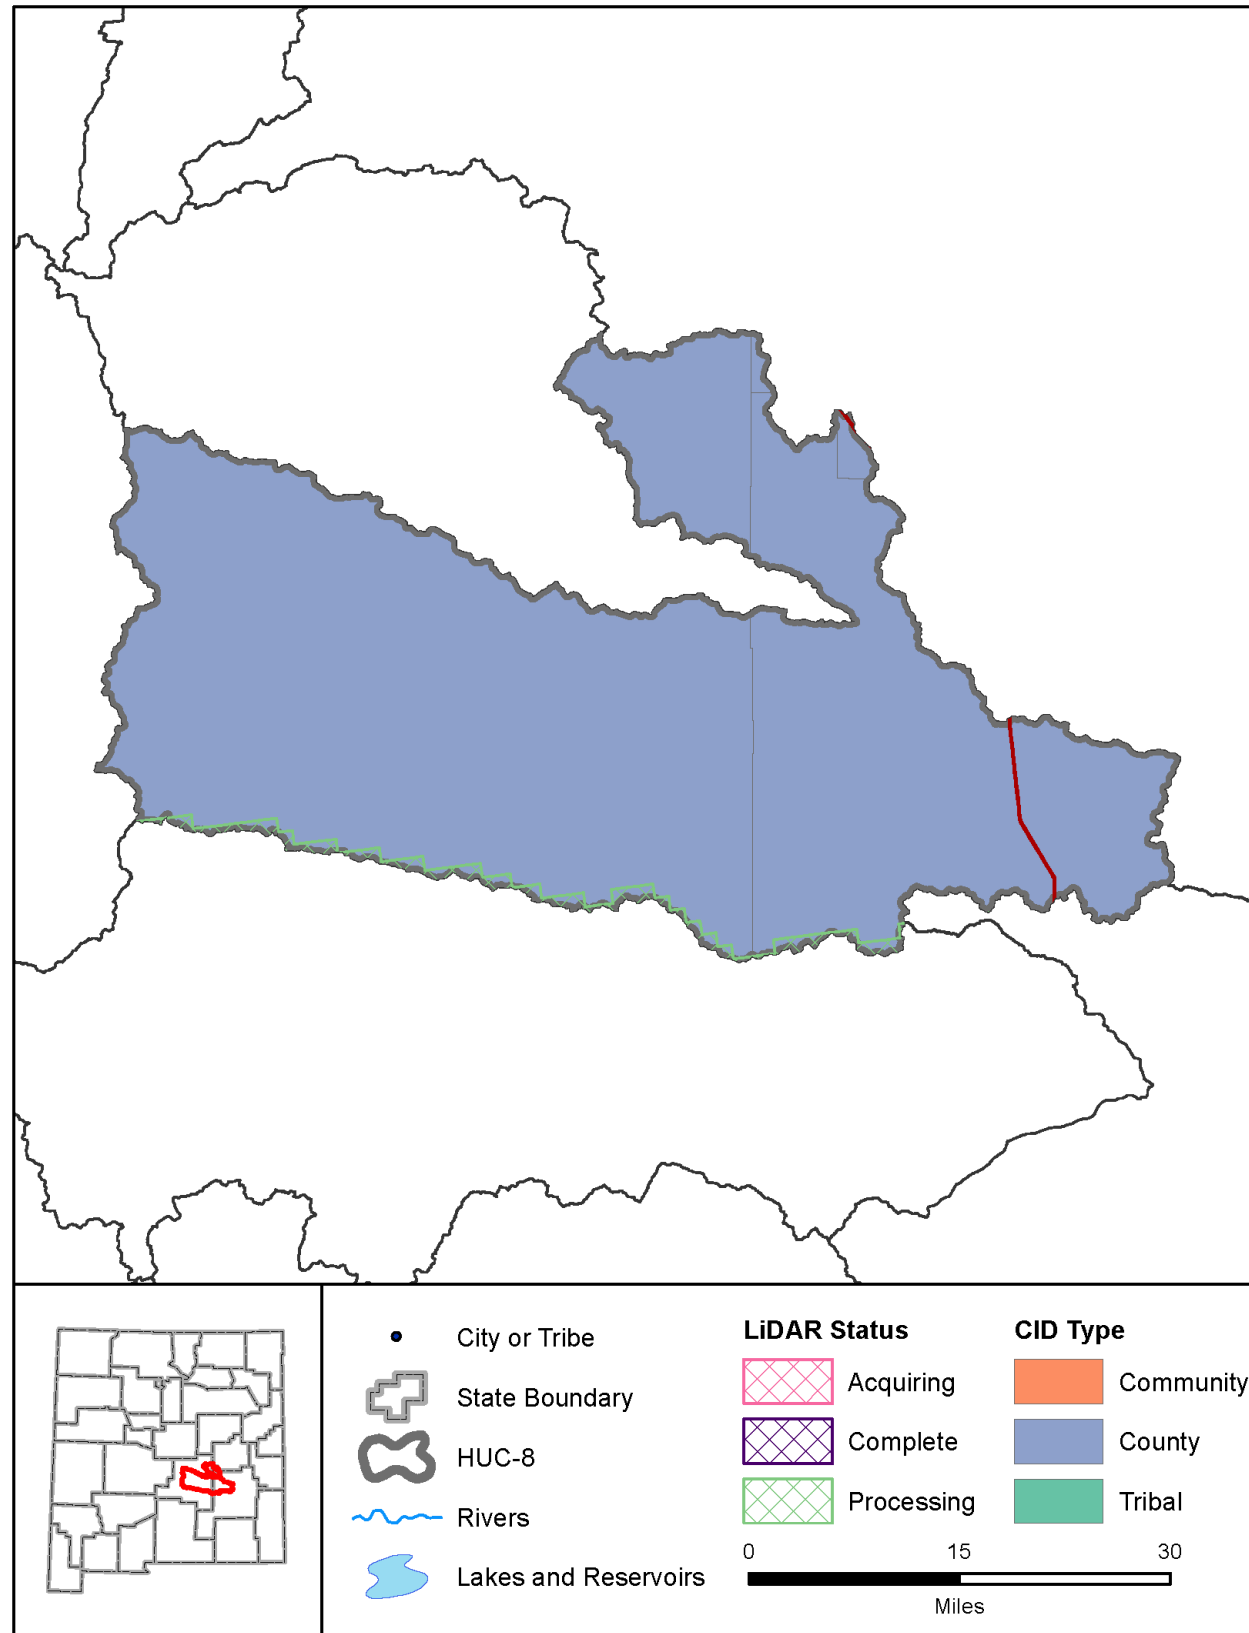 City or Tribe
State Boundary
HUC-8
Rivers
Lakes and Reservoirs
LiDAR Status
Acquiring
Complete
Processing
CID Type
Community
County
Tribal
0 15 30
Miles